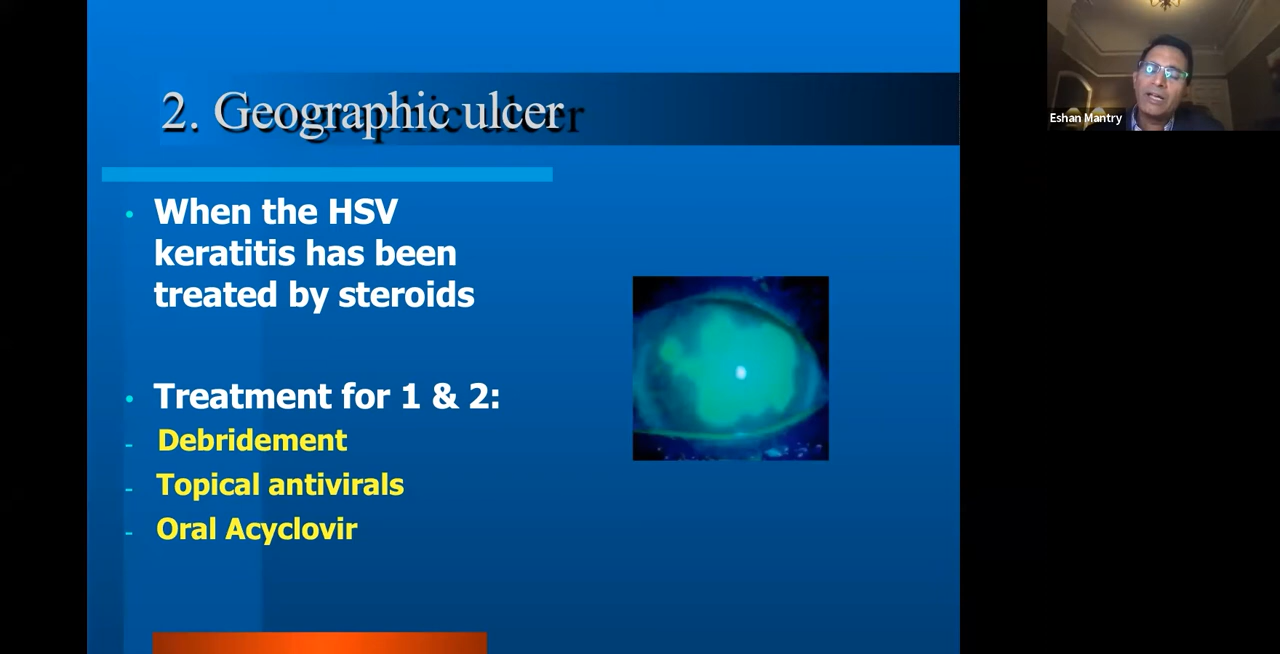 2. Geographic ulcer
• When the HSV
keratitis has been
treated by steroids
• Treatment for 1 & 2:
- Debridement
- Topical antivirals
- Oral Acyclovir
Eshan Mantry